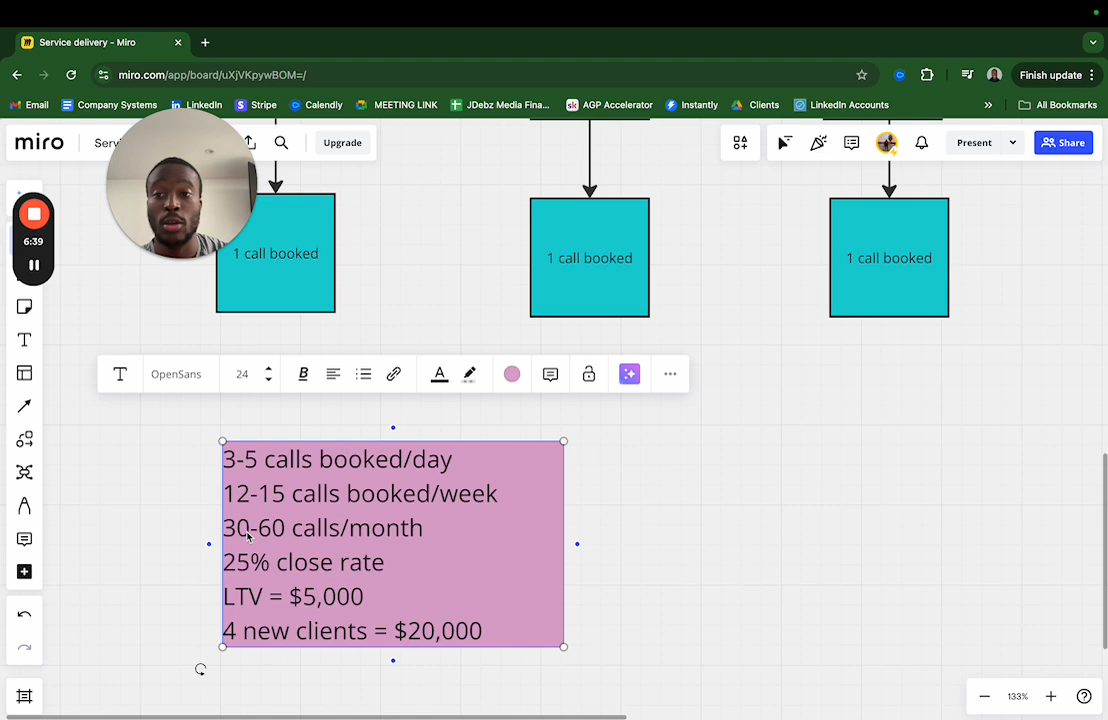 Service delivery - Miro
miro.com/app/board/uXjVKpywBOM=/
Finish update
Email
Company Systems
LinkedIn
Stripe
Calendly
MEETING LINK
JDebz Media Fina...
AGP Accelerator
Instantly
Clients
LinkedIn Accounts
All Bookmarks
miro
Servi
Upgrade
Present
Share
6:39
1 call booked
1 call booked
1 call booked
OpenSans
24
3-5 calls booked/day
12-15 calls booked/week
30-60 calls/month
25% close rate
LTV = $5,000
4 new clients = $20,000
133%